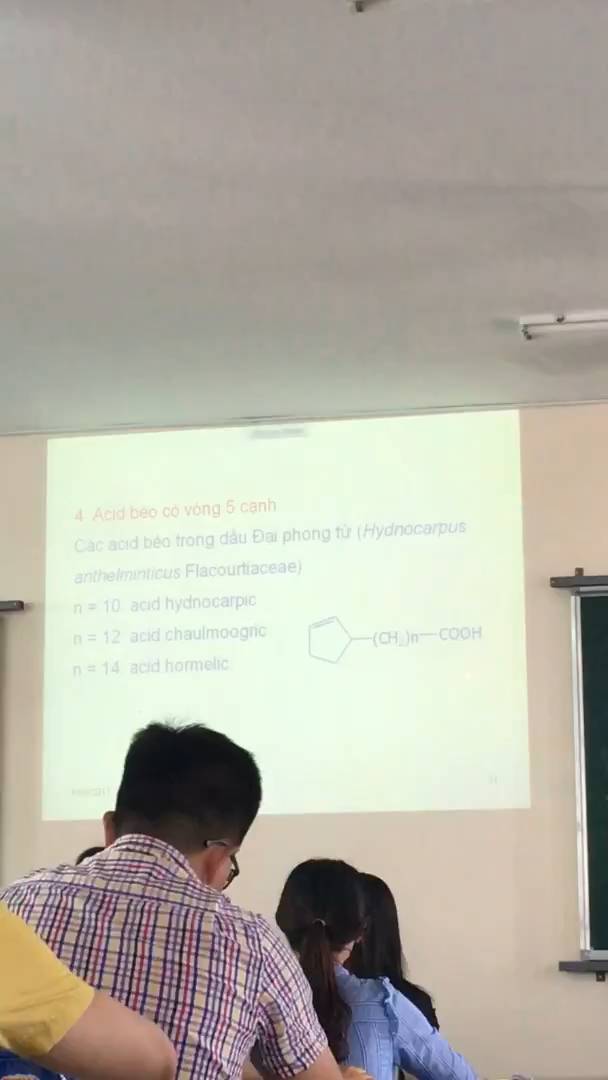 4. Acid béo có vòng 5 cạnh
Các acid béo trong dầu Đại phong tử (Hydnocarpus
anthelminticus Flacourtiaceae)
n = 10: acid hydnocarpic
n = 12: acid chaulmoogric
n = 14: acid hormelic
(CH₂)n—COOH